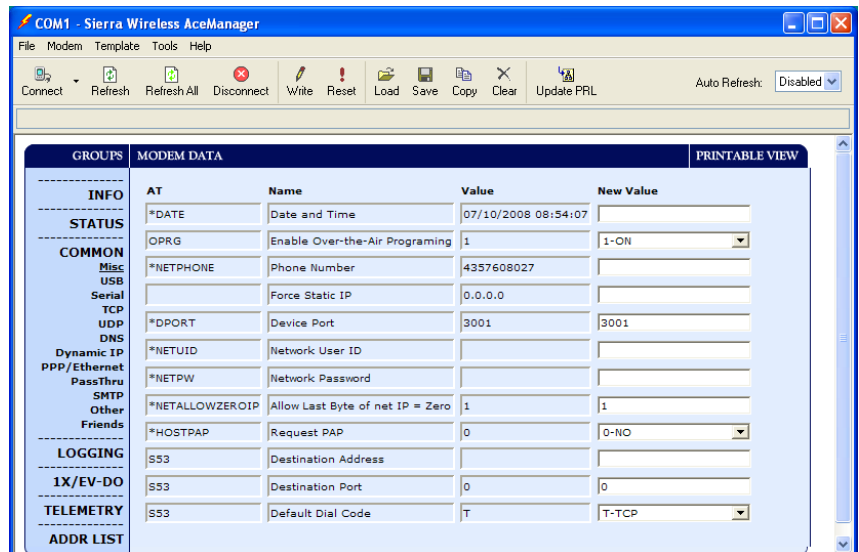 COM1 - Sierra Wireless AceManager
File Modem Template Tools Help
Connect Refresh Refresh All Disconnect Write Reset Load Save Copy Clear Update PRL Auto Refresh: Disabled
GROUPS MODEM DATA PRINTABLE VIEW
INFO
STATUS
COMMON
Misc
USB
Serial
TCP
UDP
DNS
Dynamic IP
PPP/Ethernet
PassThru
SMTP
Other
Friends
LOGGING
1X/EV-DO
TELEMETRY
ADDR LIST
AT Name Value New Value
*DATE Date and Time 07/10/2008 08:54:07
OPRG Enable Over-the-Air Programing 1 1-ON
*NETPHONE Phone Number 4357608027
Force Static IP 0.0.0.0
*DPORT Device Port 3001 3001
*NETUID Network User ID
*NETPW Network Password
*NETALLOWZEROIP Allow Last Byte of net IP = Zero 1 1
*HOSTPAP Request PAP 0 0-NO
S53 Destination Address
S53 Destination Port 0 0
S53 Default Dial Code T T-TCP